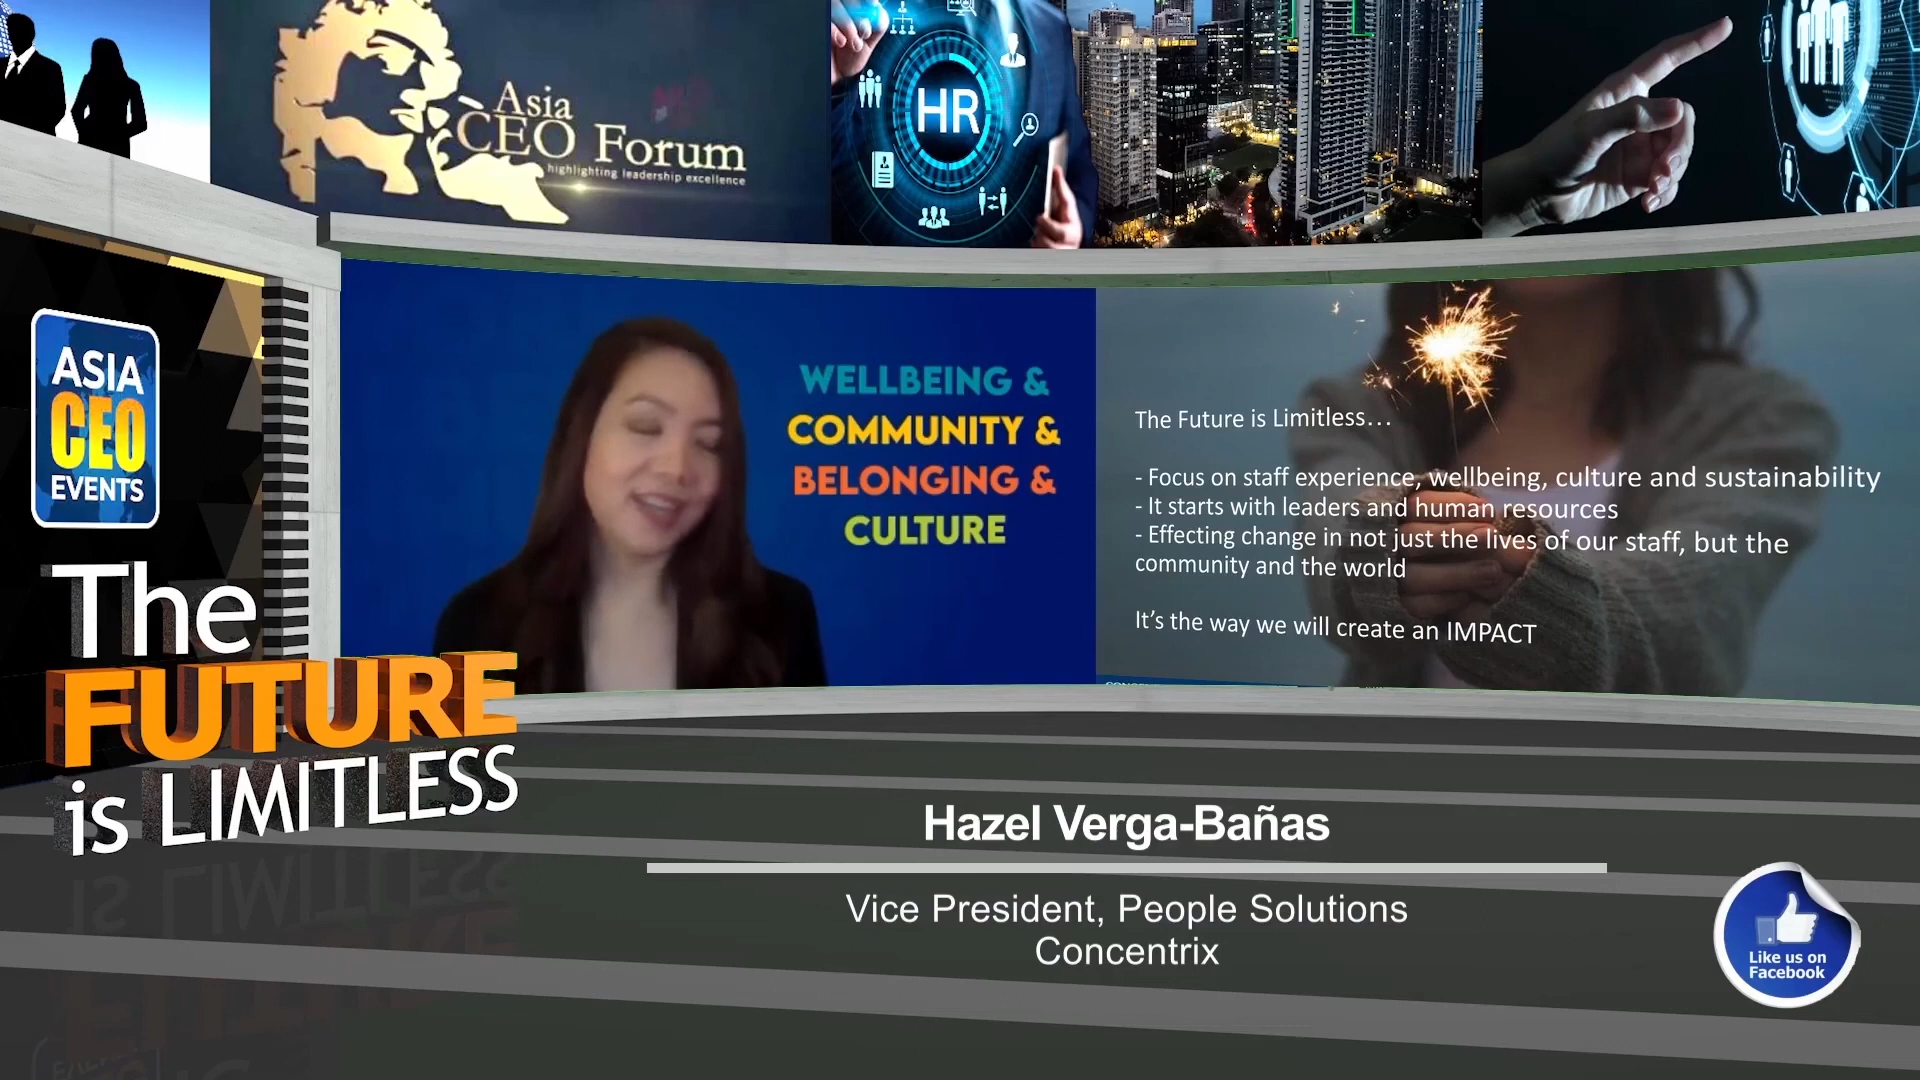 Asia
CEO Forum
highlighting leadership excellence
HR
ASIA
CEO
EVENTS
WELLBEING &
COMMUNITY &
BELONGING &
CULTURE
The Future is Limitless...
- Focus on staff experience, wellbeing, culture and sustainability
- It starts with leaders and human resources
- Effecting change in not just the lives of our staff, but the
community and the world
It's the way we will create an IMPACT
The
FUTURE
is LIMITLESS
Hazel Verga-Bañas
Vice President, People Solutions
Concentrix
Like us on
Facebook